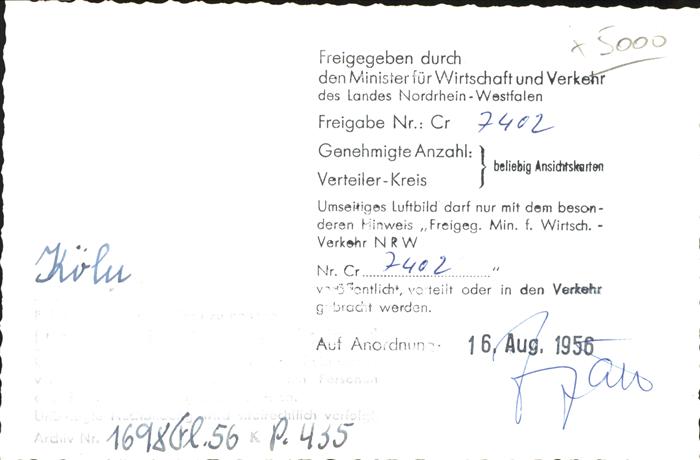 x 5000
Freigegeben durch
den Minister für Wirtschaft und Verkehr
des Landes Nordrhein-Westfalen
Freigabe Nr.: Cr 7402
Genehmigte Anzahl:
Verteiler-Kreis
} beliebig Ansichtskarten
Umseitiges Luftbild darf nur mit dem beson-
deren Hinweis „Freigeg. Min. f. Wirtsch. -
Verkehr NRW
Nr. Cr 7402 "
veröffentlicht, verteilt oder in den Verkehr
gebracht werden.
Köln
Auf Anordnung
16. Aug. 1956
Personen
Archiv Nr. 1698/Fl.56 K P. 435